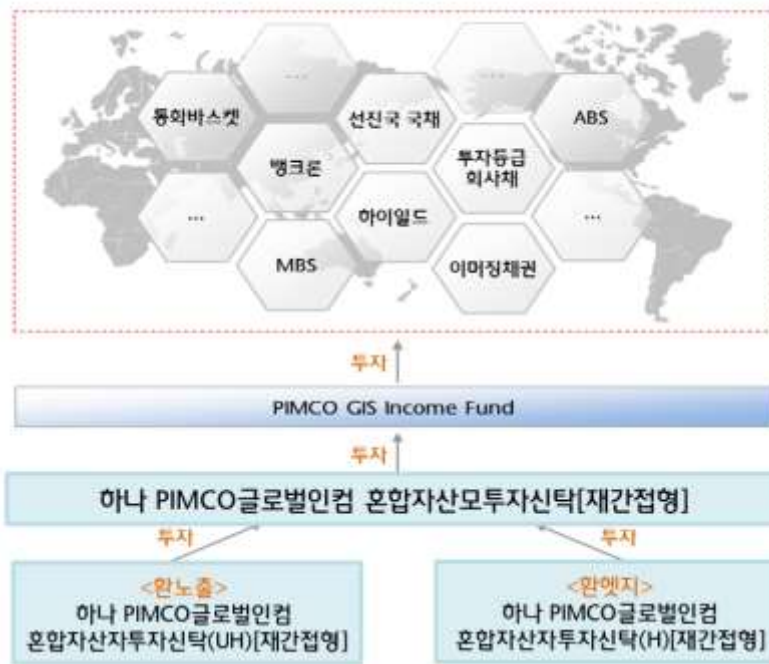 ...
...
통화바스켓
선진국 국채
ABS
뱅크론
투자등급
회사채
...
하이일드
...
MBS
이머징채권
투자
PIMCO GIS Income Fund
투자
하나 PIMCO글로벌인컴 혼합자산모투자신탁[재간접형]
투자
투자
<환노출>
하나 PIMCO글로벌인컴
혼합자산자투자신탁(UH)[재간접형]
<환헷지>
하나 PIMCO글로벌인컴
혼합자산자투자신탁(H)[재간접형]